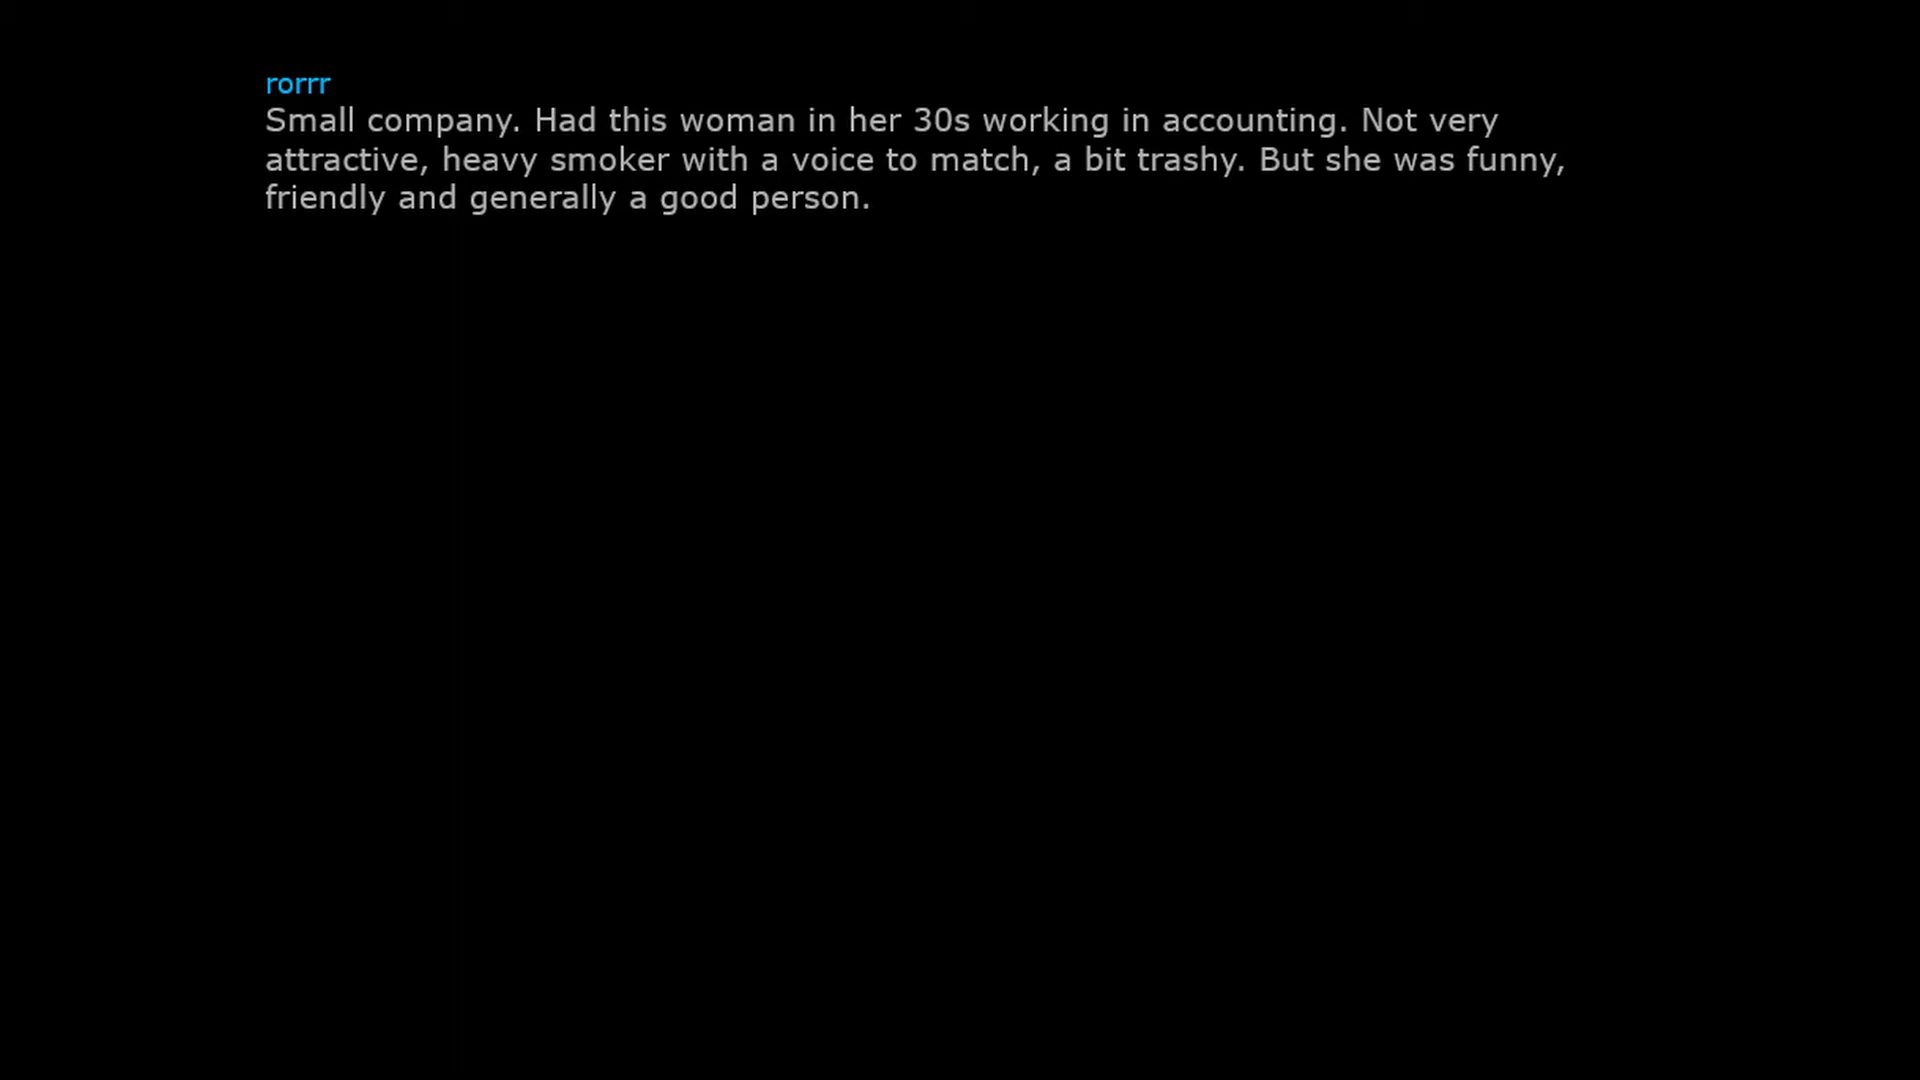 rorrr
Small company. Had this woman in her 30s working in accounting. Not very
attractive, heavy smoker with a voice to match, a bit trashy. But she was funny,
friendly and generally a good person.